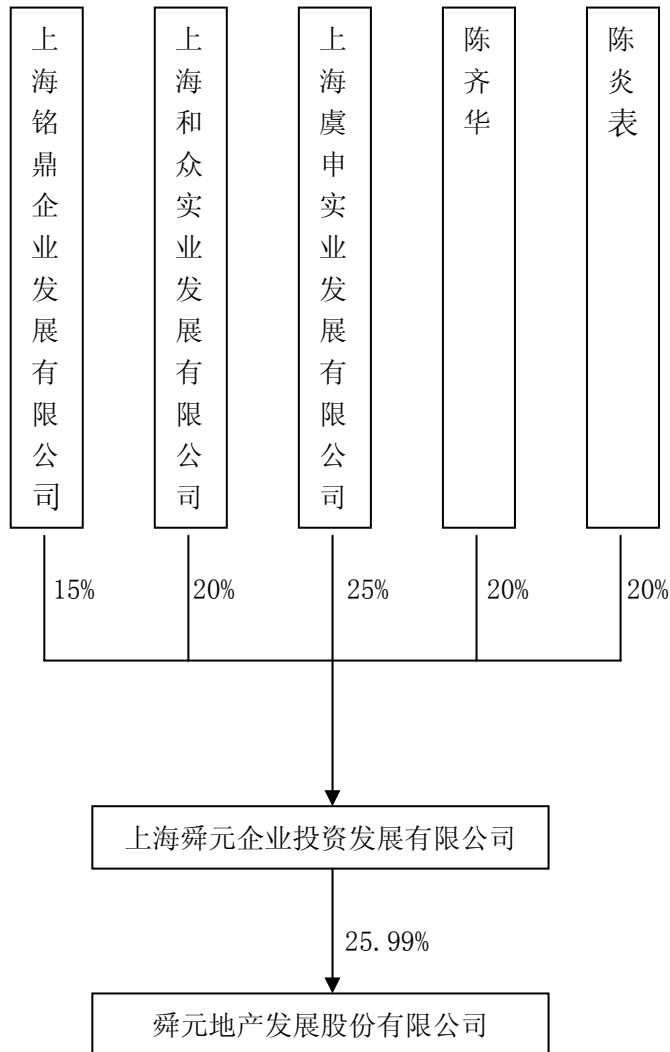 上海铭鼎企业发展有限公司
上海和众实业发展有限公司
上海虞申实业发展有限公司
陈齐华
陈炎表
15%
20%
25%
20%
20%
上海舜元企业投资发展有限公司
25.99%
舜元地产发展股份有限公司